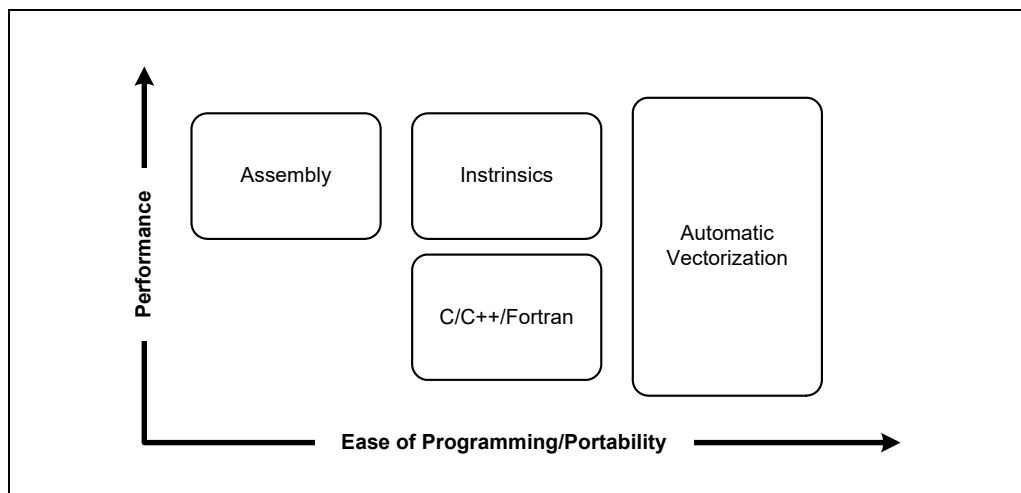 Performance
Assembly
Instrinsics
Automatic
Vectorization
C/C++/Fortran
Ease of Programming/Portability